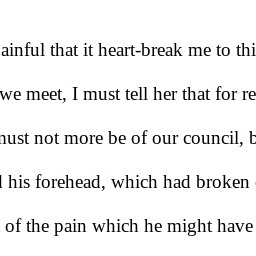 ainful that it heart-break me to thi
we meet, I must tell her that for re
must not more be of our council, b
his forehead, which had broken
of the pain which he might have